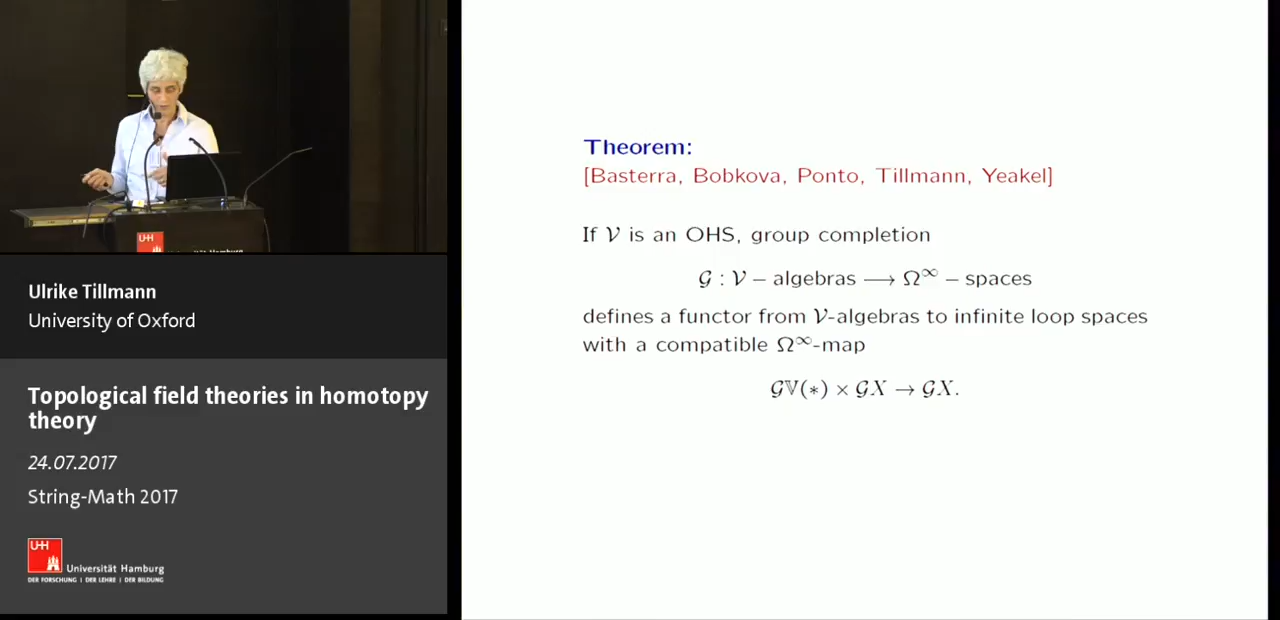 Theorem:
[Basterra, Bobkova, Ponto, Tillmann, Yeakel]
If 𝒱 is an OHS, group completion
𝒢 : 𝒱 − algebras ⟶ Ω^∞ − spaces
defines a functor from 𝒱-algebras to infinite loop spaces
with a compatible Ω^∞-map
𝒢𝕍(∗) × 𝒢X → 𝒢X.
UH
Ulrike Tillmann
University of Oxford
Topological field theories in homotopy
theory
24.07.2017
String-Math 2017
UH
Universität Hamburg
DER FORSCHUNG | DER LEHRE | DER BILDUNG